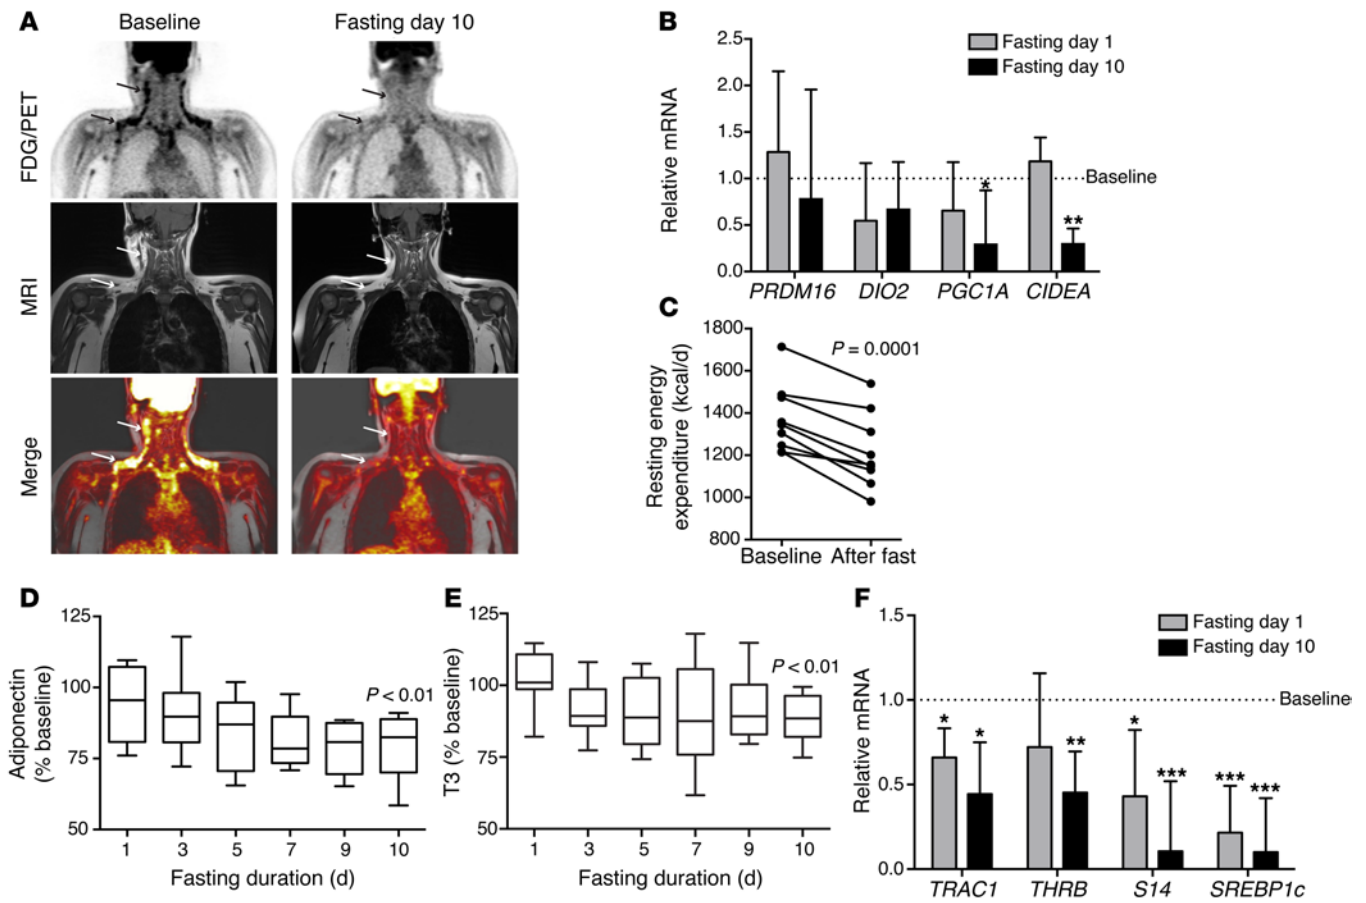 A
Baseline
Fasting day 10
FDG/PET
MRI
Merge
B
Relative mRNA
2.5
2.0
1.5
1.0
0.5
0.0
Fasting day 1
Fasting day 10
Baseline
*
**
PRDM16
DIO2
PGC1A
CIDEA
C
Resting energy
expenditure (kcal/d)
1800
1600
1400
1200
1000
800
P = 0.0001
Baseline
After fast
D
Adiponectin
(% baseline)
125
100
75
50
P < 0.01
1 3 5 7 9 10
Fasting duration (d)
E
T3 (% baseline)
125
100
75
50
P < 0.01
1 3 5 7 9 10
Fasting duration (d)
F
Relative mRNA
1.5
1.0
0.5
0.0
Fasting day 1
Fasting day 10
Baseline
* * ** * *** *** ***
TRAC1
THRB
S14
SREBP1c